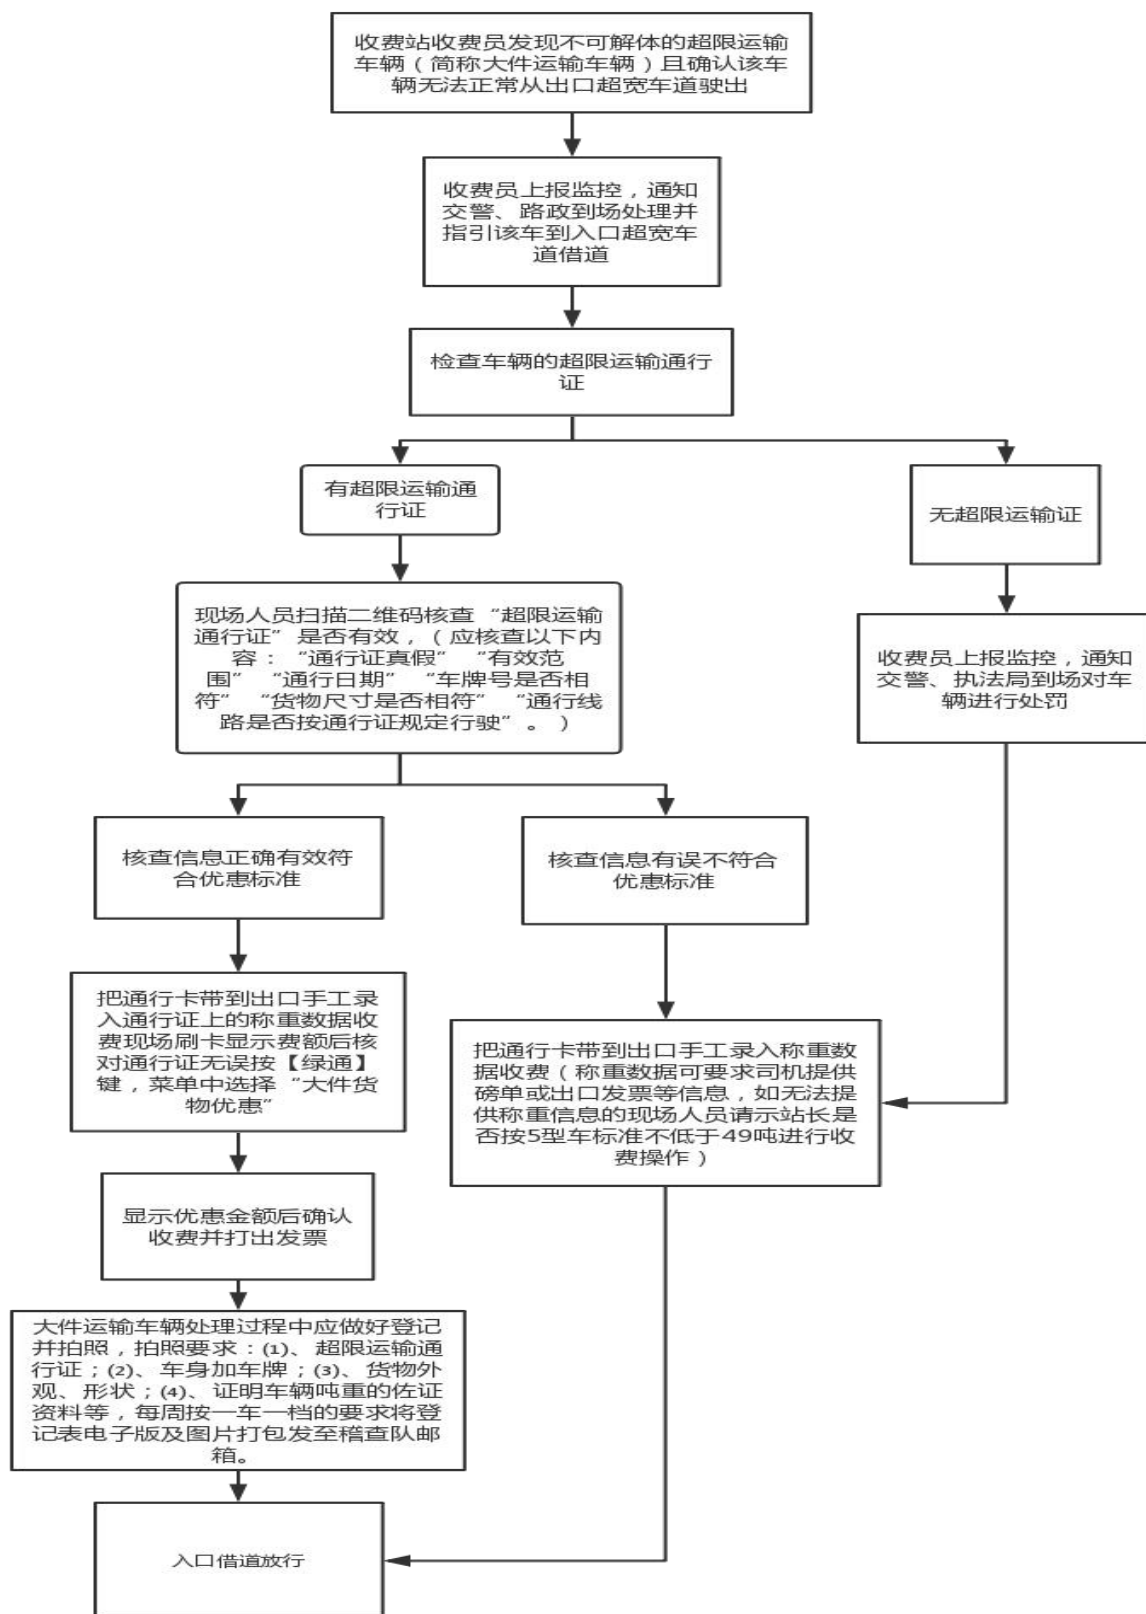 收费站收费员发现不可解体的超限运输
车辆（简称大件运输车辆）且确认该车
辆无法正常从出口超宽车道驶出
收费员上报监控，通知
交警、路政到场处理并
指引该车到入口超宽车
道借道
检查车辆的超限运输通行
证
有超限运输通
行证
无超限运输证
现场人员扫描二维码核查“超限运输
通行证”是否有效，（应核查以下内
容：“通行证真假”“有效范
围”“通行日期”“车牌号是否相
符”“货物尺寸是否相符”“通行线
路是否按通行证规定行驶”。）
收费员上报监控，通知
交警、执法局到场对车
辆进行处罚
核查信息正确有效符
合优惠标准
核查信息有误不符合
优惠标准
把通行卡带到出口手工录
入通行证上的称重数据收
费现场刷卡显示费额后核
对通行证无误按【绿通】
键，菜单中选择“大件货
物优惠”
把通行卡带到出口手工录入称重数
据收费（称重数据可要求司机提供
磅单或出口发票等信息，如无法提
供称重信息的现场人员请示站长是
否按5型车标准不低于49吨进行收
费操作）
显示优惠金额后确认
收费并打出发票
大件运输车辆处理过程中应做好登记
并拍照，拍照要求：⑴、超限运输通
行证；⑵、车身加车牌；⑶、货物外
观、形状；⑷、证明车辆吨重的佐证
资料等，每周按一车一档的要求将登
记表电子版及图片打包发至稽查队邮
箱。
入口借道放行